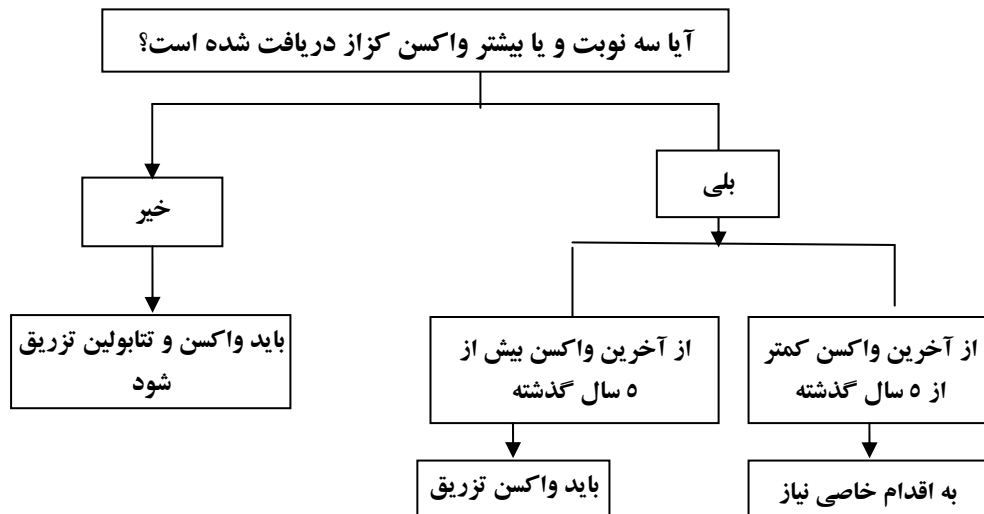 آیا سه نوبت و یا بیشتر واکسن کزاز دریافت شده است؟
بلی
خیر
از آخرین واکسن کمتر
از ۵ سال گذشته
از آخرین واکسن بیش از
۵ سال گذشته
باید واکسن و تتابولین تزریق
شود
به اقدام خاصی نیاز
باید واکسن تزریق